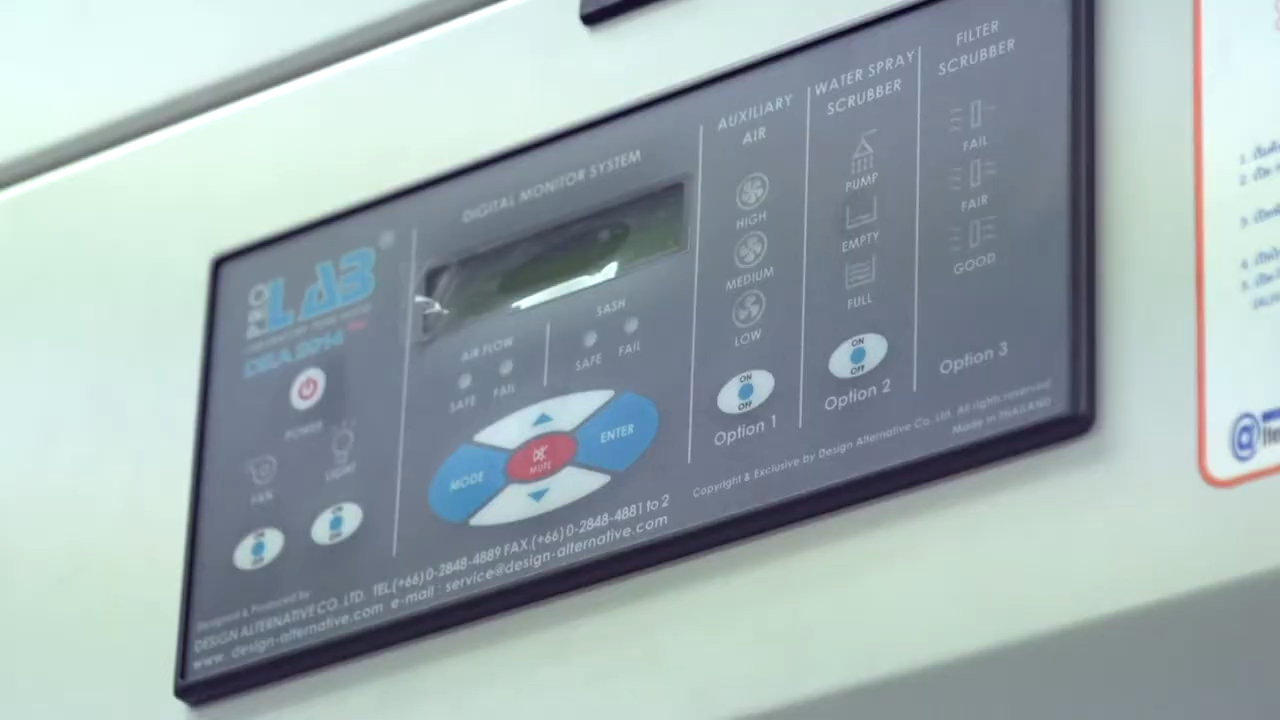 LAB
POWER
FAN
LIGHT
ON
OFF
DIGITAL MONITOR SYSTEM
AIR FLOW
SAFE FAIL
SASH
SAFE FAIL
MODE
MUTE
ENTER
AUXILIARY
AIR
HIGH
MEDIUM
LOW
ON
OFF
Option 1
WATER SPRAY
SCRUBBER
PUMP
EMPTY
FULL
ON
OFF
Option 2
FILTER
SCRUBBER
FAIL
FAIR
GOOD
Option 3
Copyright & Exclusive by Design Alternative Co., Ltd. All rights reserved
Made in THAILAND
Designed & Produced by
DESIGN ALTERNATIVE CO., LTD. TEL.(+66) 0-2848-4889 FAX.(+66) 0-2848-4881 to 2
www. design-alternative.com e-mail : service@design-alternative.com